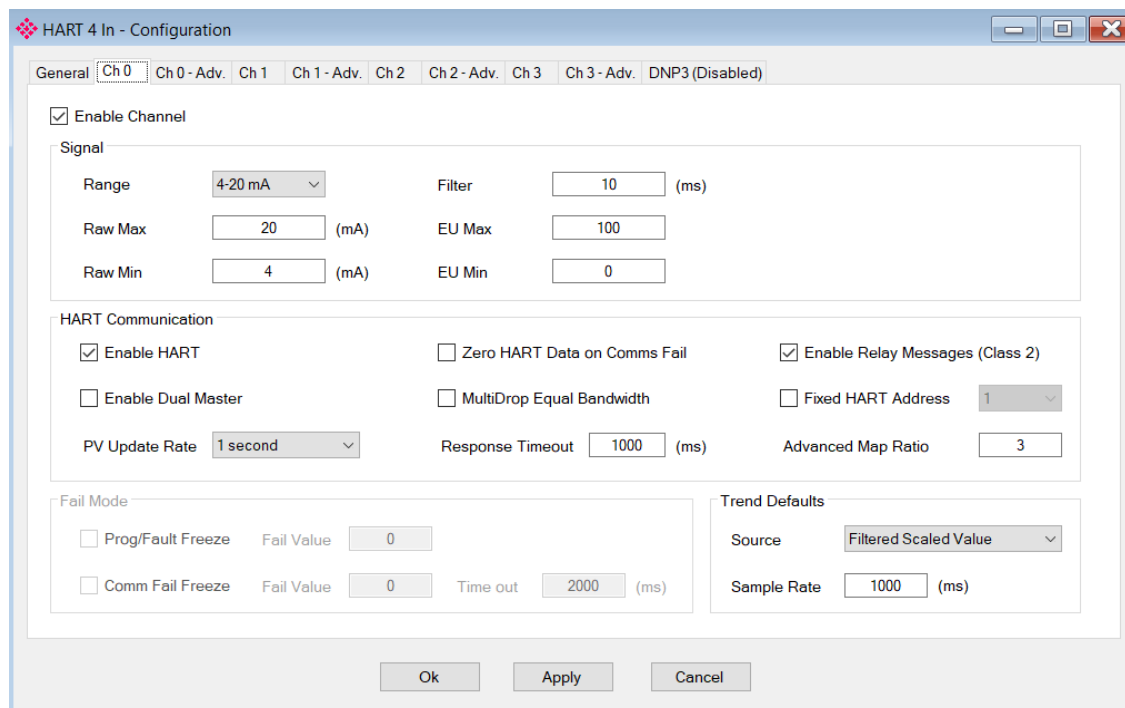 HART 4 In - Configuration
General Ch 0 Ch 0 - Adv. Ch 1 Ch 1 - Adv. Ch 2 Ch 2 - Adv. Ch 3 Ch 3 - Adv. DNP3 (Disabled)
Enable Channel
Signal
Range 4-20 mA Filter 10 (ms)
Raw Max 20 (mA) EU Max 100
Raw Min 4 (mA) EU Min 0
HART Communication
Enable HART Zero HART Data on Comms Fail Enable Relay Messages (Class 2)
Enable Dual Master MultiDrop Equal Bandwidth Fixed HART Address 1
PV Update Rate 1 second Response Timeout 1000 (ms) Advanced Map Ratio 3
Fail Mode Trend Defaults
Prog/Fault Freeze Fail Value 0 Source Filtered Scaled Value
Comm Fail Freeze Fail Value 0 Time out 2000 (ms) Sample Rate 1000 (ms)
Ok Apply Cancel